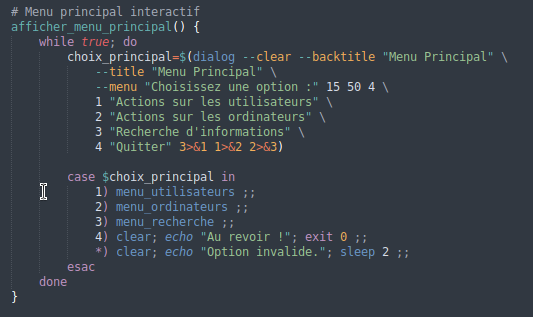 # Menu principal interactif
afficher_menu_principal() {
    while true; do
        choix_principal=$(dialog --clear --backtitle "Menu Principal" \
            --title "Menu Principal" \
            --menu "Choisissez une option :" 15 50 4 \
            1 "Actions sur les utilisateurs" \
            2 "Actions sur les ordinateurs" \
            3 "Recherche d'informations" \
            4 "Quitter" 3>&1 1>&2 2>&3)

        case $choix_principal in
            1) menu_utilisateurs ;;
            2) menu_ordinateurs ;;
            3) menu_recherche ;;
            4) clear; echo "Au revoir !"; exit 0 ;;
            *) clear; echo "Option invalide."; sleep 2 ;;
        esac
    done
}